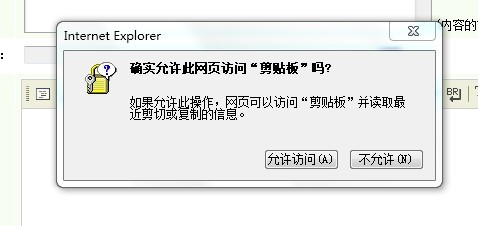 (内容的
Internet Explorer
：
确实允许此网页访问“剪贴板”吗?
如果允许此操作，网页可以访问“剪贴板”并读取最
近剪切或复制的信息。
BR
允许访问(A)
不允许(N)